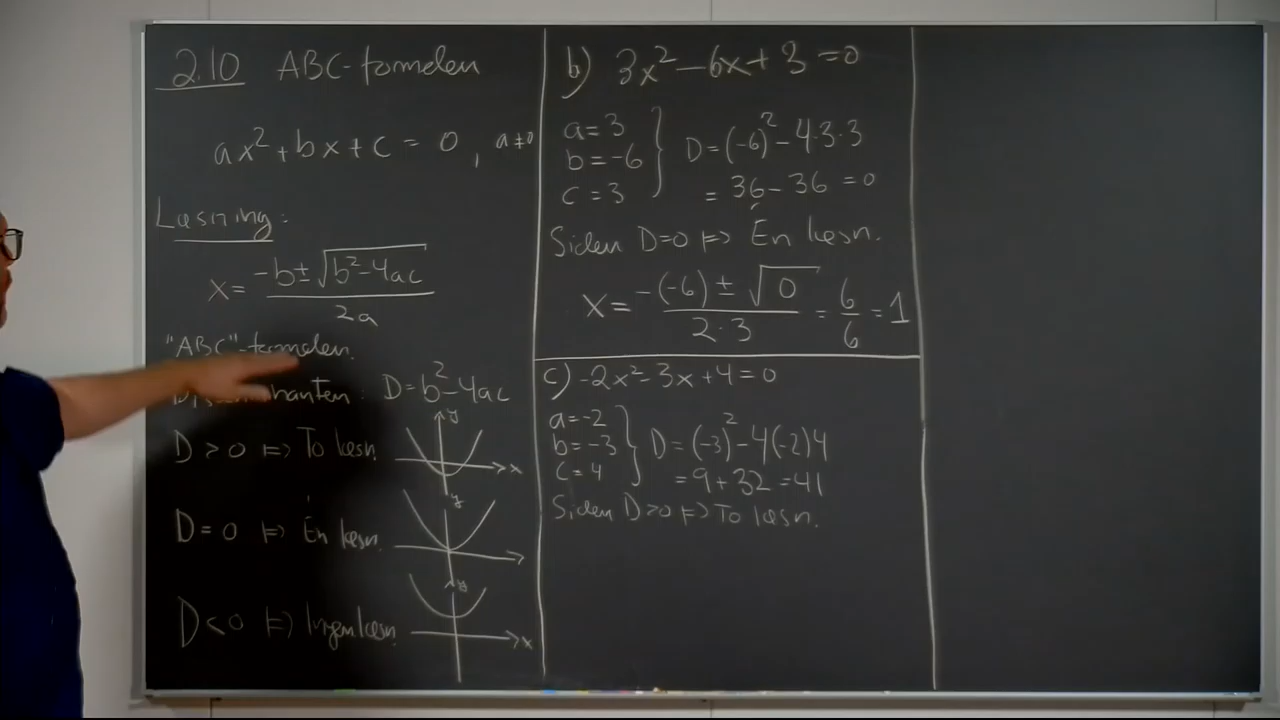 2.10 ABC-formelen
ax²+bx+c = 0, a≠0
Løsning:
x= (-b±√(b²-4ac))/(2a)
"ABC"-formelen.
D=b²-4ac
D>0 ⇒ To løsn.
y
x
D=0 ⇒ Én løsn.
y
D<0 ⇒ Ingen løsn.
y
x
b) 3x²-6x+3=0
a=3
b=-6
c=3
D=(-6)²-4·3·3
= 36-36 =0
Siden D=0 ⇒ Én løsn.
x= (-(-6)±√0)/(2·3) = 6/6 =1
c) -2x²-3x+4=0
a=-2
b=-3
c=4
D=(-3)²-4(-2)4
=9+32=41
Siden D>0 ⇒ To løsn.